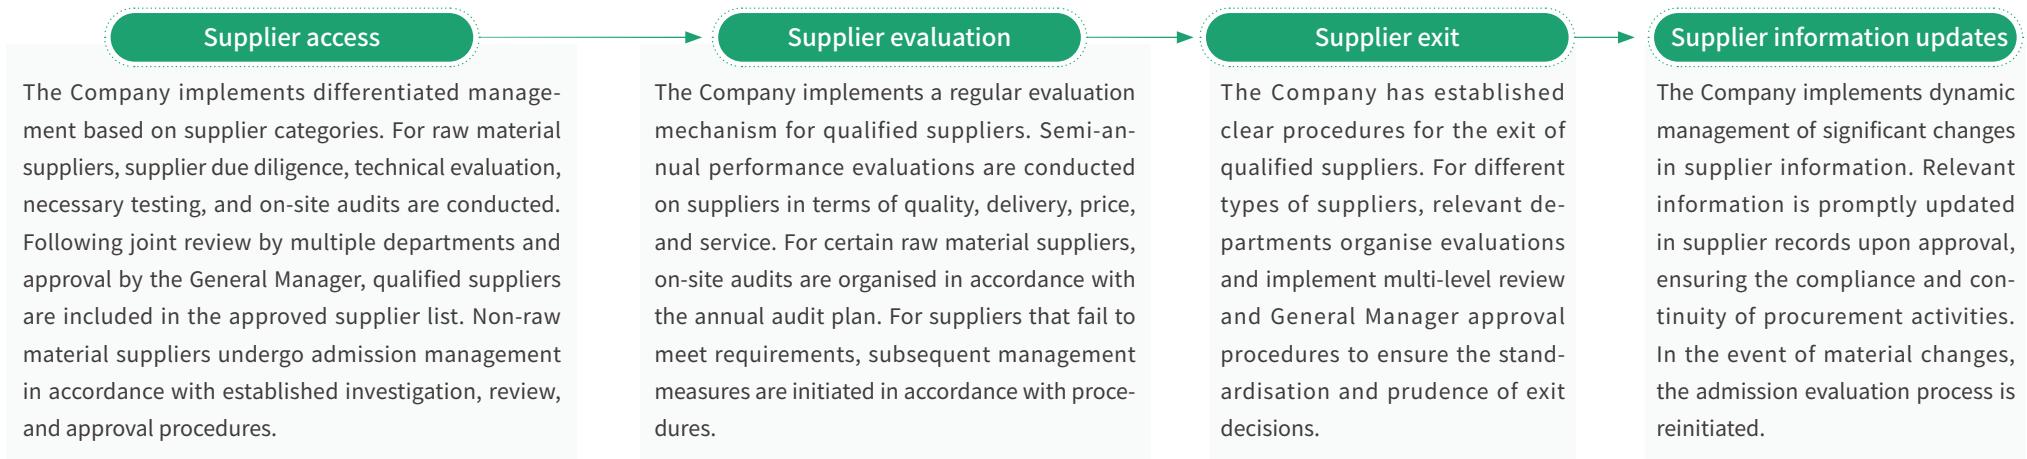 Supplier access
The Company implements differentiated manage-
ment based on supplier categories. For raw material
suppliers, supplier due diligence, technical evaluation,
necessary testing, and on-site audits are conducted.
Following joint review by multiple departments and
approval by the General Manager, qualified suppliers
are included in the approved supplier list. Non-raw
material suppliers undergo admission management
in accordance with established investigation, review,
and approval procedures.
Supplier evaluation
The Company implements a regular evaluation
mechanism for qualified suppliers. Semi-an-
nual performance evaluations are conducted
on suppliers in terms of quality, delivery, price,
and service. For certain raw material suppliers,
on-site audits are organised in accordance with
the annual audit plan. For suppliers that fail to
meet requirements, subsequent management
measures are initiated in accordance with proce-
dures.
Supplier exit
The Company has established
clear procedures for the exit of
qualified suppliers. For different
types of suppliers, relevant de-
partments organise evaluations
and implement multi-level review
and General Manager approval
procedures to ensure the stand-
ardisation and prudence of exit
decisions.
Supplier information updates
The Company implements dynamic
management of significant changes
in supplier information. Relevant
information is promptly updated
in supplier records upon approval,
ensuring the compliance and con-
tinuity of procurement activities.
In the event of material changes,
the admission evaluation process is
reinitiated.